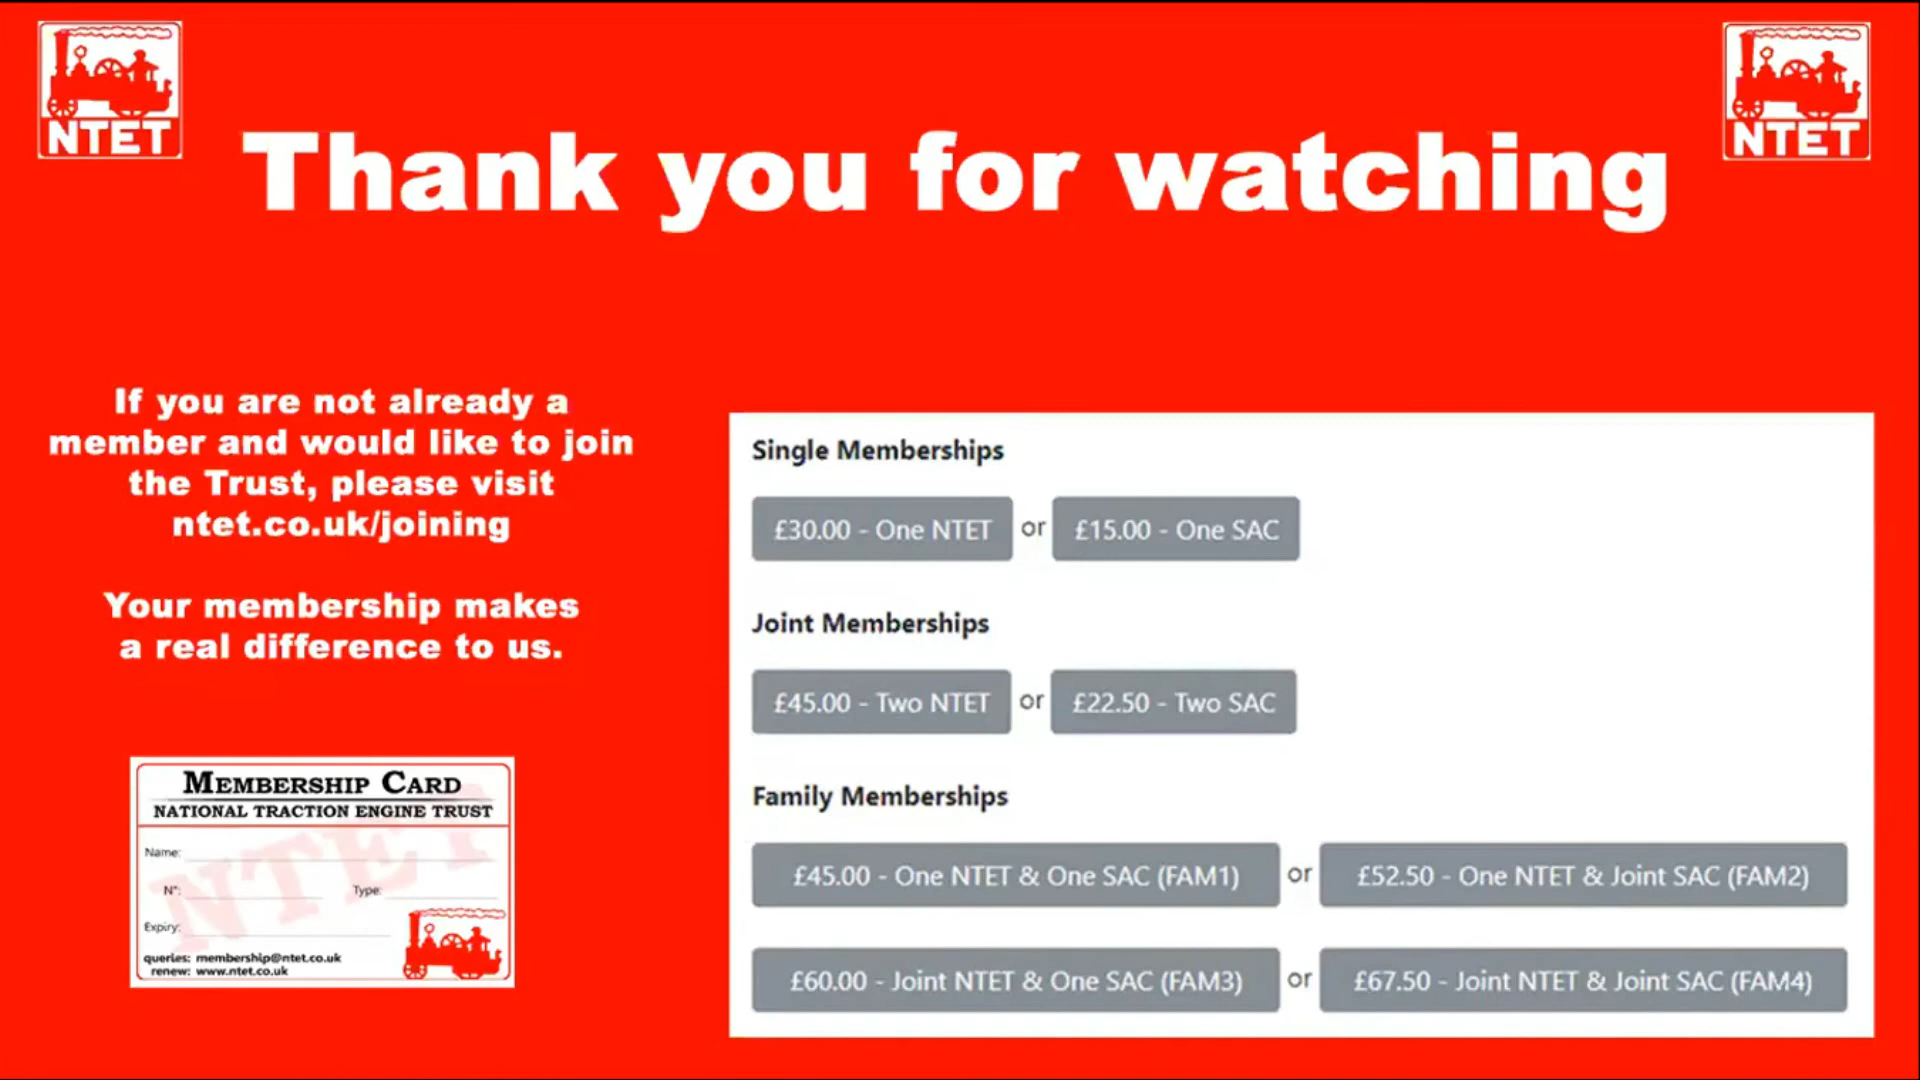 NTET
NTET
Thank you for watching
If you are not already a
member and would like to join
the Trust, please visit
ntet.co.uk/joining
Your membership makes
a real difference to us.
MEMBERSHIP CARD
NATIONAL TRACTION ENGINE TRUST
NTET
Name:
N°: Type:
Expiry:
queries: membership@ntet.co.uk
renew: www.ntet.co.uk
Single Memberships
£30.00 - One NTET or £15.00 - One SAC
Joint Memberships
£45.00 - Two NTET or £22.50 - Two SAC
Family Memberships
£45.00 - One NTET & One SAC (FAM1) or £52.50 - One NTET & Joint SAC (FAM2)
£60.00 - Joint NTET & One SAC (FAM3) or £67.50 - Joint NTET & Joint SAC (FAM4)